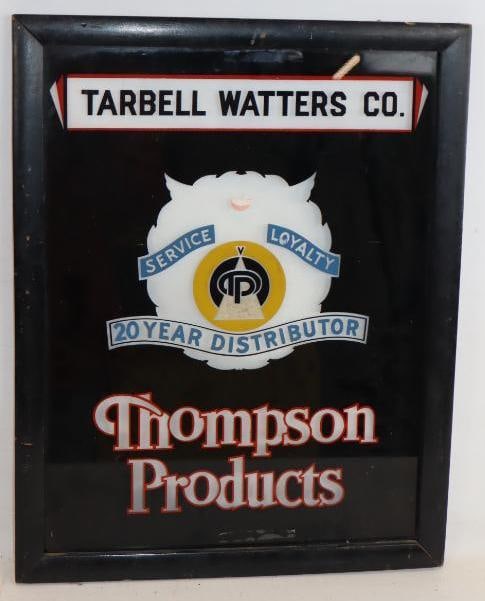 TARBELL WATTERS CO.
SERVICE LOYALTY
TP
20 YEAR DISTRIBUTOR
Thompson
Products